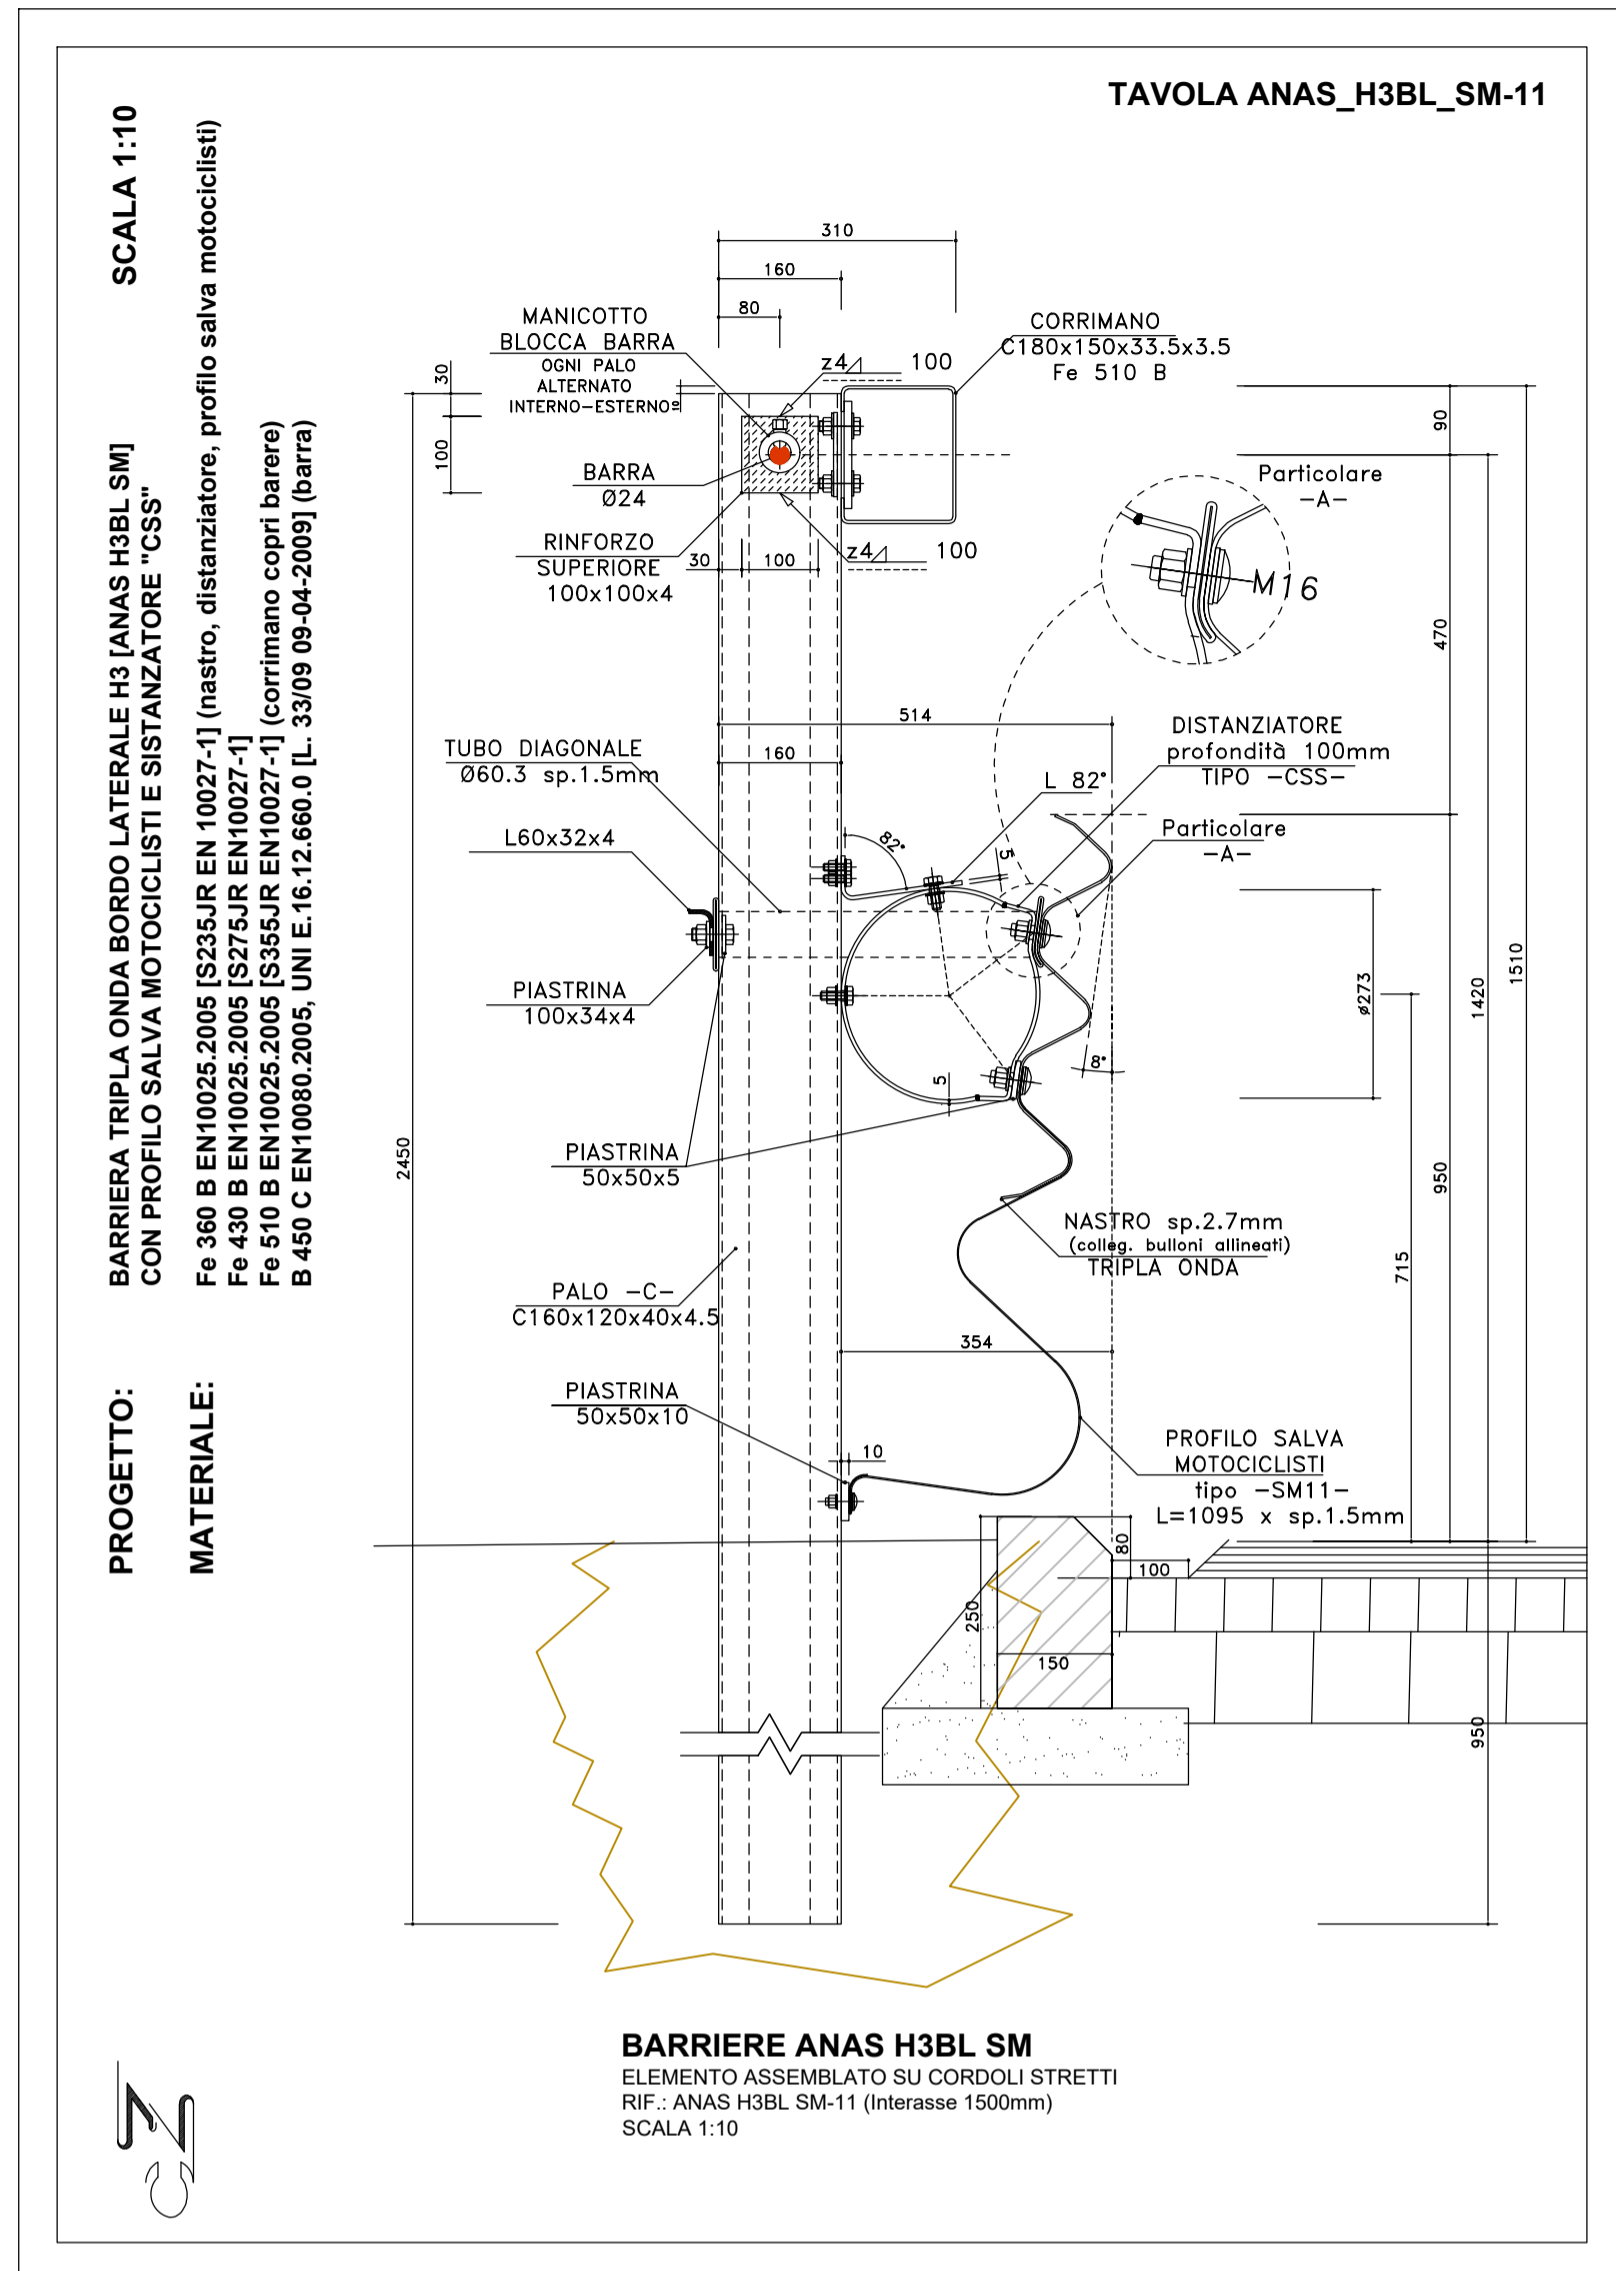 TAVOLA ANAS_H3BL_SM-11
SCALA 1:10
PROGETTO:
BARRIERA TRIPLA ONDA BORDO LATERALE H3 [ANAS H3BL SM]
CON PROFILO SALVA MOTOCICLISTI E SISTANZATORE "CSS"
MATERIALE:
Fe 360 B EN10025.2005 [S235JR EN 10027-1] (nastro, distanziatore, profilo salva motociclisti)
Fe 430 B EN10025.2005 [S275JR EN10027-1]
Fe 510 B EN10025.2005 [S355JR EN10027-1] (corrimano copri barere)
B 450 C EN10080.2005, UNI E.16.12.660.0 [L. 33/09 09-04-2009] (barra)
310
160
80
MANICOTTO
BLOCCA BARRA
OGNI PALO
ALTERNATO
INTERNO-ESTERNO
10
30
100
z4 100
CORRIMANO
C180x150x33.5x3.5
Fe 510 B
BARRA
Ø24
RINFORZO
SUPERIORE
100x100x4
30
100
z4 100
Particolare
-A-
M16
90
470
514
160
TUBO DIAGONALE
Ø60.3 sp.1.5mm
L60x32x4
DISTANZIATORE
profondità 100mm
TIPO -CSS-
L 82°
82°
5
Particolare
-A-
PIASTRINA
100x34x4
ø273
8°
5
1510
1420
950
715
2450
PIASTRINA
50x50x5
NASTRO sp.2.7mm
(colleg. bulloni allineati)
TRIPLA ONDA
PALO -C-
C160x120x40x4.5
354
PIASTRINA
50x50x10
10
PROFILO SALVA
MOTOCICLISTI
tipo -SM11-
L=1095 x sp.1.5mm
80
100
250
150
950
BARRIERE ANAS H3BL SM
ELEMENTO ASSEMBLATO SU CORDOLI STRETTI
RIF.: ANAS H3BL SM-11 (Interasse 1500mm)
SCALA 1:10